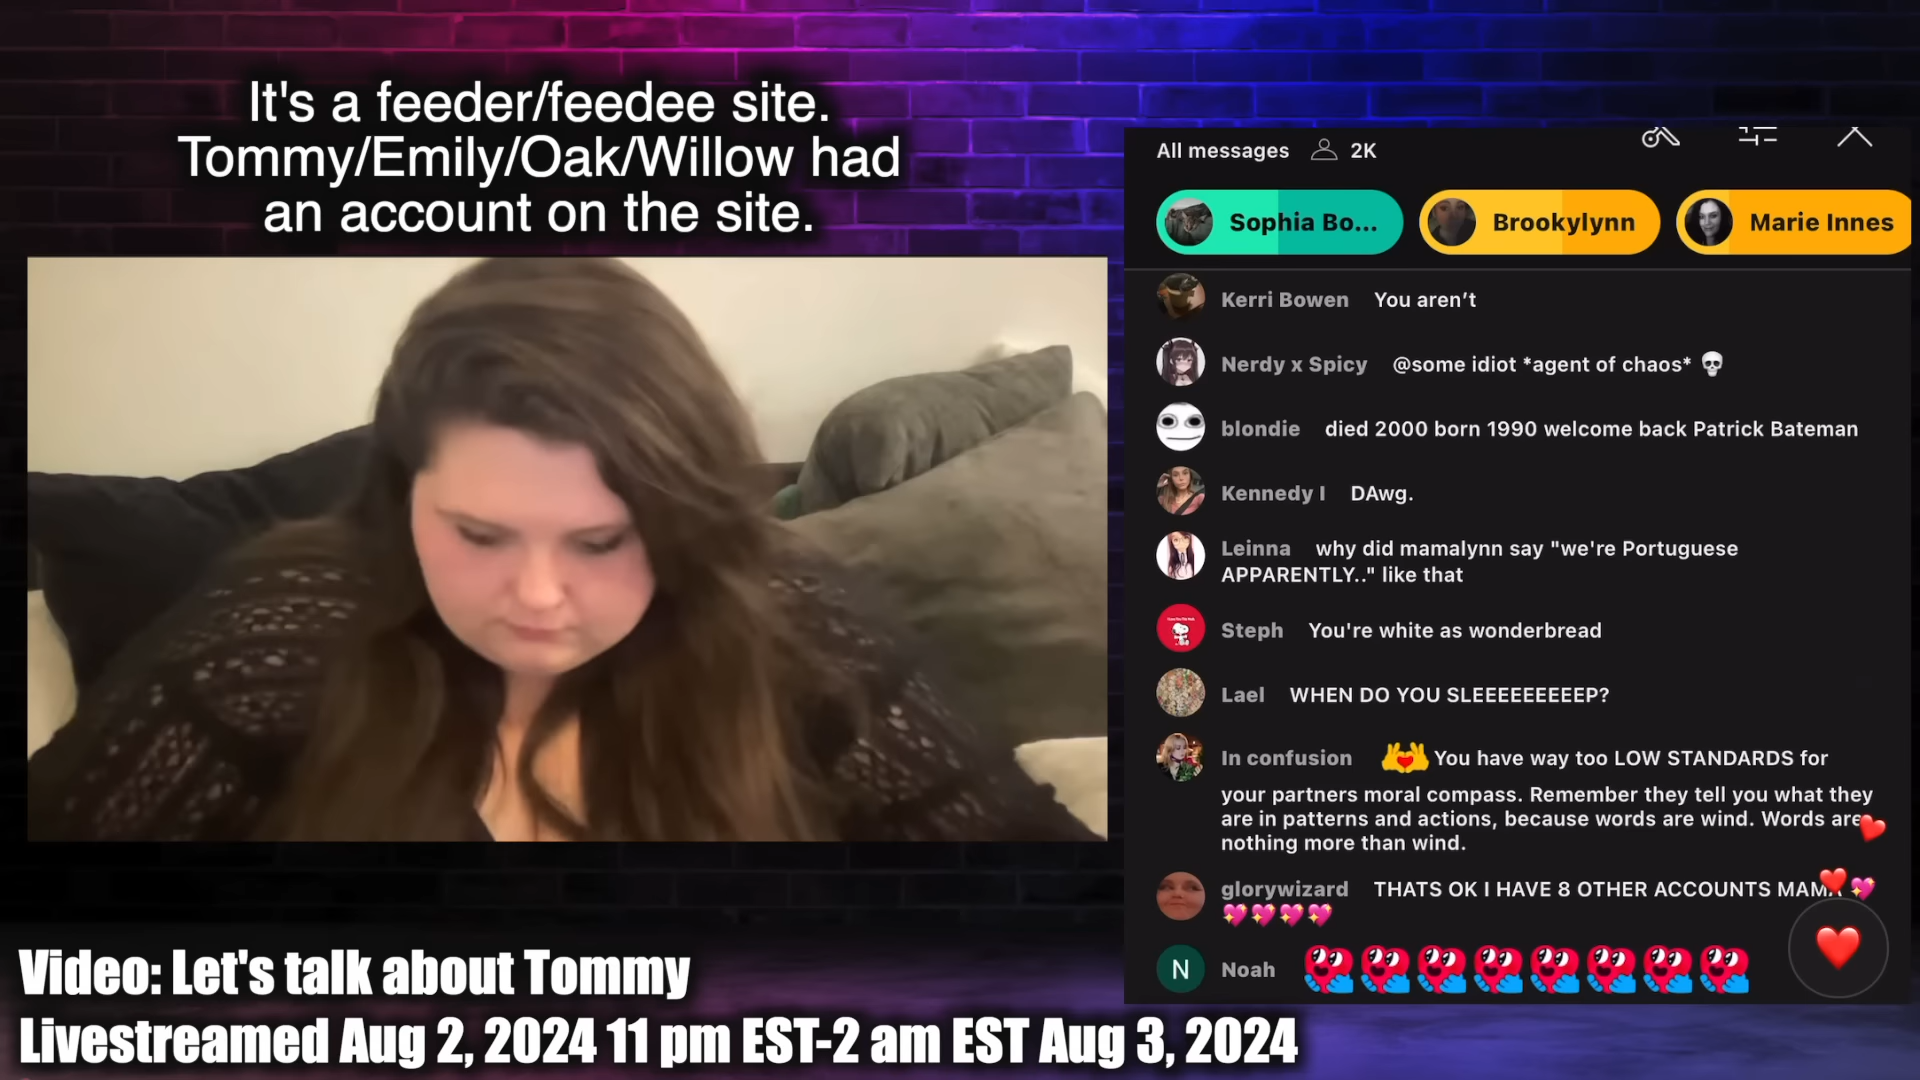 It's a feeder/feedee site.
Tommy/Emily/Oak/Willow had
an account on the site.
All messages 2K
Sophia Bo... Brookylynn Marie Innes
Kerri Bowen You aren’t
Nerdy x Spicy @some idiot *agent of chaos* 💀
blondie died 2000 born 1990 welcome back Patrick Bateman
Kennedy I DAwg.
Leinna why did mamalynn say "we're Portuguese
APPARENTLY.." like that
Steph You're white as wonderbread
Lael WHEN DO YOU SLEEEEEEEEEP?
In confusion You have way too LOW STANDARDS for
your partners moral compass. Remember they tell you what they
are in patterns and actions, because words are wind. Words are
nothing more than wind.
glorywizard THATS OK I HAVE 8 OTHER ACCOUNTS MAMA 💖
💖💖💖💖
N Noah
Video: Let's talk about Tommy
Livestreamed Aug 2, 2024 11 pm EST-2 am EST Aug 3, 2024